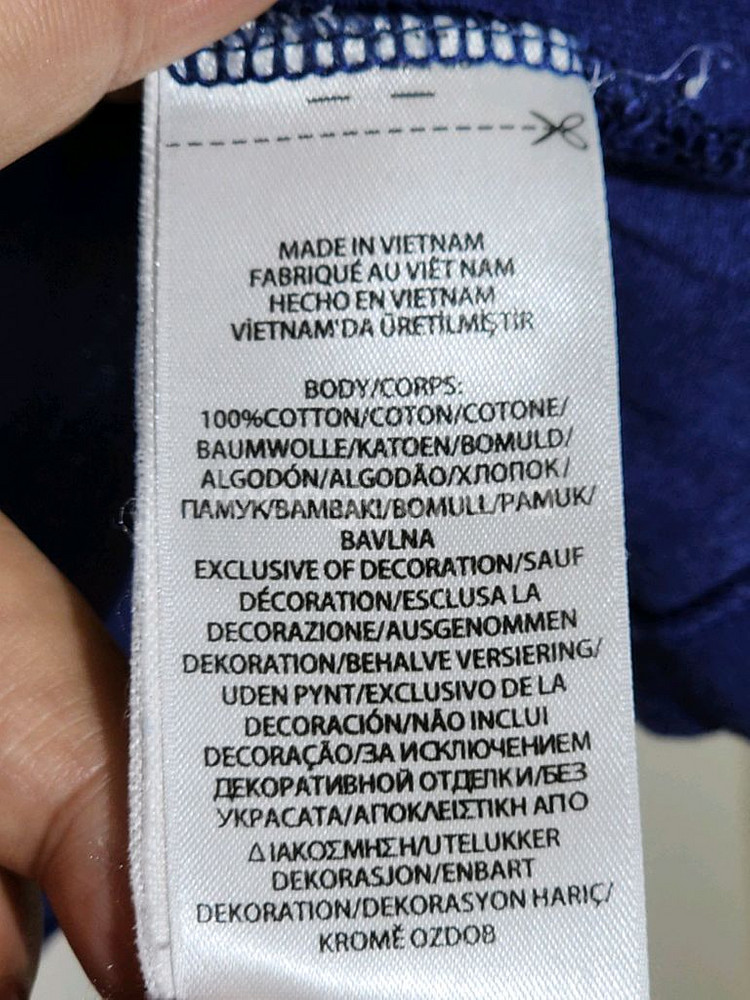 MADE IN VIETNAM
FABRIQUÉ AU VIÊT NAM
HECHO EN VIETNAM
VİETNAM'DA ÜRETİLMİŞTİR
BODY/CORPS:
100%COTTON/COTON/COTONE/
BAUMWOLLE/KATOEN/BOMULD/
ALGODÓN/ALGODÃO/ХЛОПОК/
ПАМУК/ΒΑΜΒΑΚΙ/BOMULL/PAMUK/
BAVLNA
EXCLUSIVE OF DECORATION/SAUF
DÉCORATION/ESCLUSA LA
DECORAZIONE/AUSGENOMMEN
DEKORATION/BEHALVE VERSIERING/
UDEN PYNT/EXCLUSIVO DE LA
DECORACIÓN/NÃO INCLUI
DECORAÇÃO/ЗА ИСКЛЮЧЕНИЕМ
ДЕКОРАТИВНОЙ ОТДЕЛКИ/БЕЗ
УКРАСАТА/ΑΠΟΚΛΕΙΣΤΙΚΗ ΑΠΟ
ΔΙΑΚΟΣΜΗΣΗ/UTELUKKER
DEKORASJON/ENBART
DEKORATION/DEKORASYON HARIÇ/
KROMĚ OZDOB